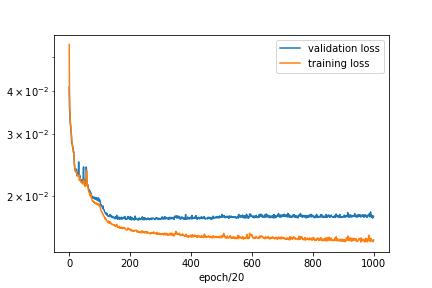 validation loss
training loss
4 × 10⁻²
3 × 10⁻²
2 × 10⁻²
0 200 400 600 800 1000
epoch/20